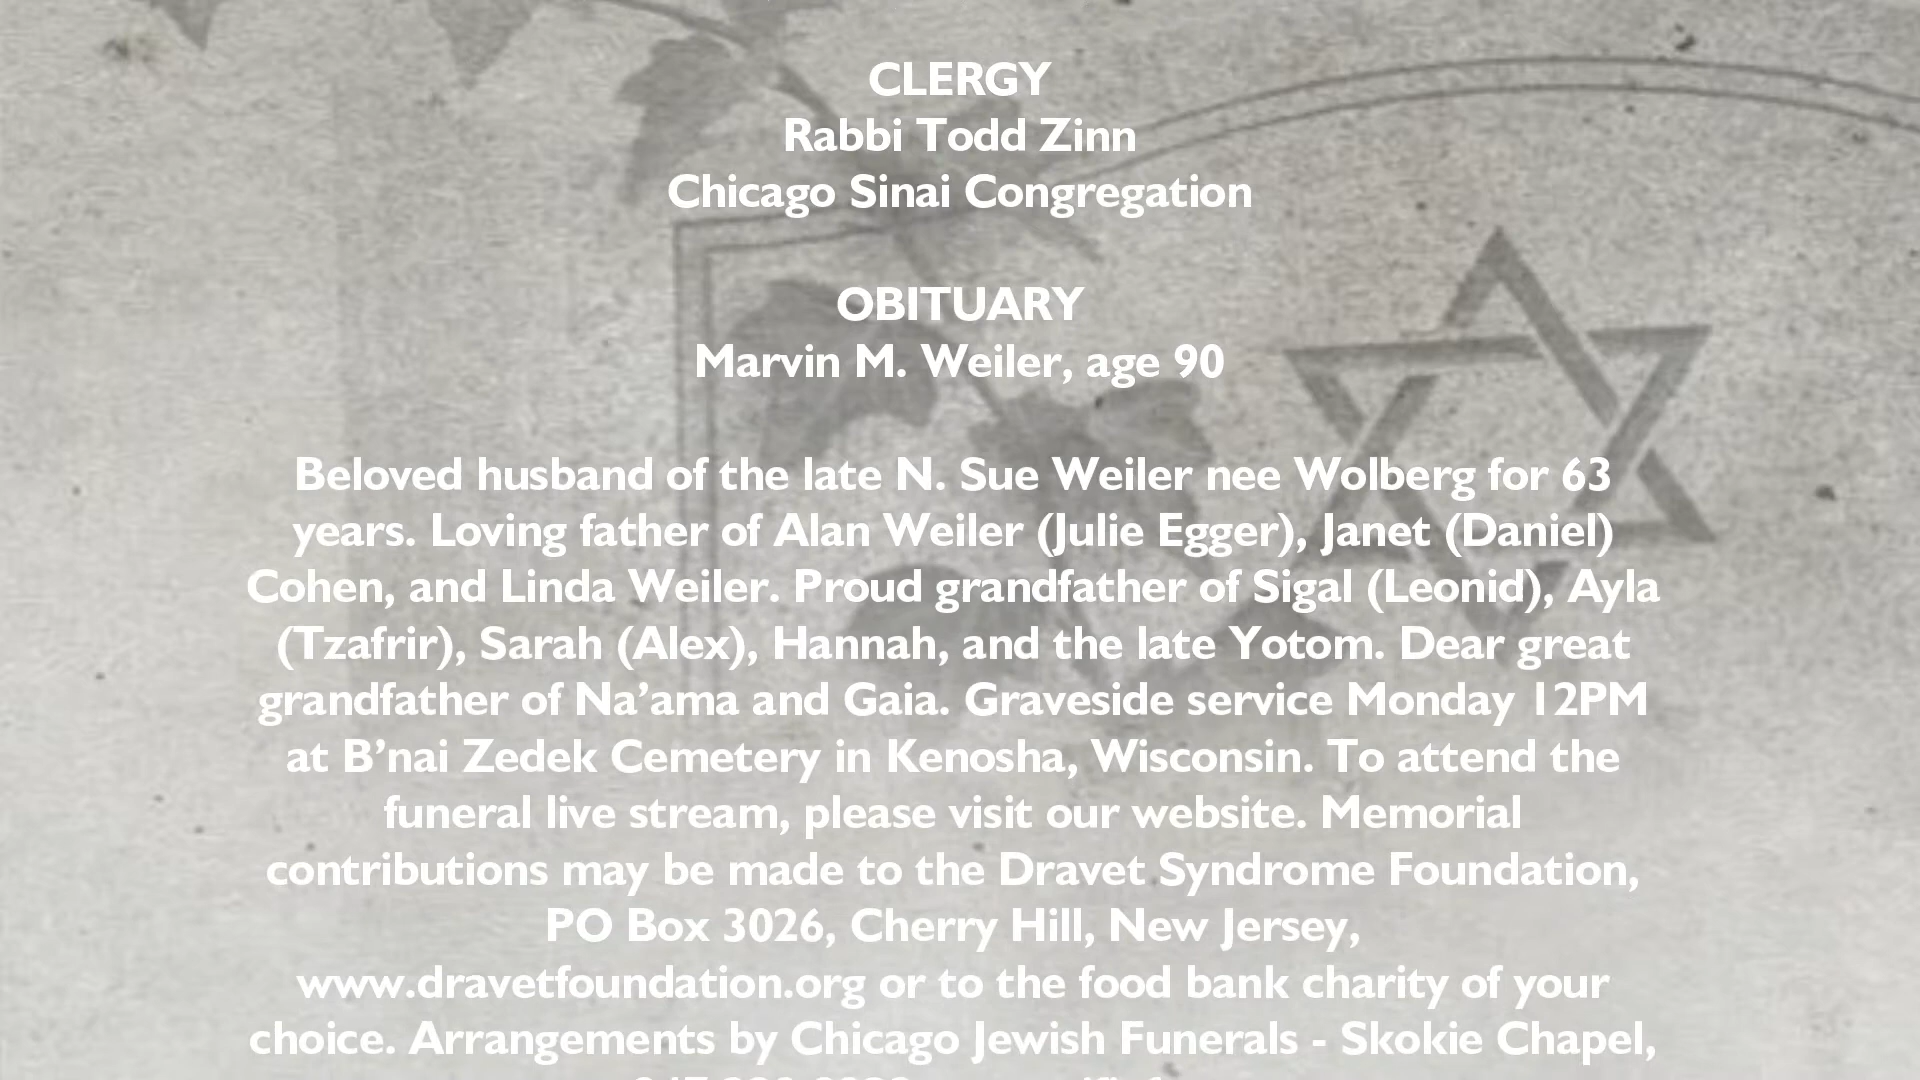 CLERGY
Rabbi Todd Zinn
Chicago Sinai Congregation
OBITUARY
Marvin M. Weiler, age 90
Beloved husband of the late N. Sue Weiler nee Wolberg for 63
years. Loving father of Alan Weiler (Julie Egger), Janet (Daniel)
Cohen, and Linda Weiler. Proud grandfather of Sigal (Leonid), Ayla
(Tzafrir), Sarah (Alex), Hannah, and the late Yotom. Dear great
grandfather of Na’ama and Gaia. Graveside service Monday 12PM
at B’nai Zedek Cemetery in Kenosha, Wisconsin. To attend the
funeral live stream, please visit our website. Memorial
contributions may be made to the Dravet Syndrome Foundation,
PO Box 3026, Cherry Hill, New Jersey,
www.dravetfoundation.org or to the food bank charity of your
choice. Arrangements by Chicago Jewish Funerals - Skokie Chapel,